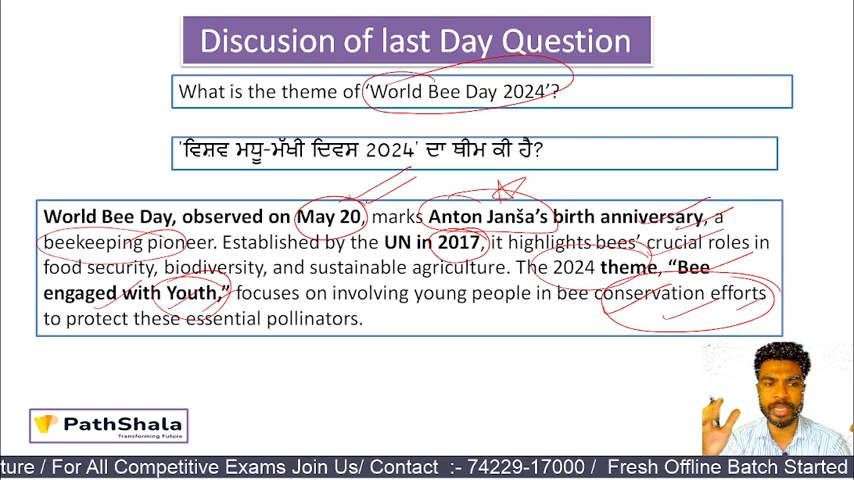 Discusion of last Day Question
What is the theme of ‘World Bee Day 2024’?
'ਵਿਸ਼ਵ ਮਧੂ-ਮੱਖੀ ਦਿਵਸ 2024' ਦਾ ਥੀਮ ਕੀ ਹੈ?
World Bee Day, observed on May 20, marks Anton Janša’s birth anniversary, a
beekeeping pioneer. Established by the UN in 2017, it highlights bees’ crucial roles in
food security, biodiversity, and sustainable agriculture. The 2024 theme, “Bee
engaged with Youth,” focuses on involving young people in bee conservation efforts
to protect these essential pollinators.
PathShala
Transforming Future
ture / For All Competitive Exams Join Us/ Contact :- 74229-17000 / Fresh Offline Batch Started